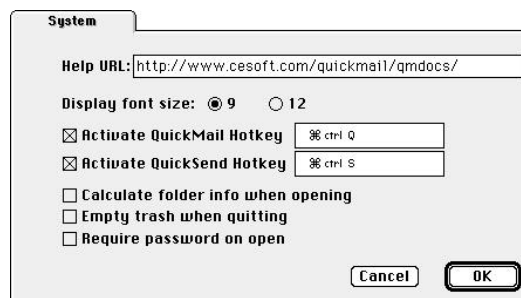 System
Help URL: http://www.cesoft.com/quickmail/qmdocs/
Display font size: 9 12
Activate QuickMail Hotkey ⌘ ctrl Q
Activate QuickSend Hotkey ⌘ ctrl S
Calculate folder info when opening
Empty trash when quitting
Require password on open
Cancel OK